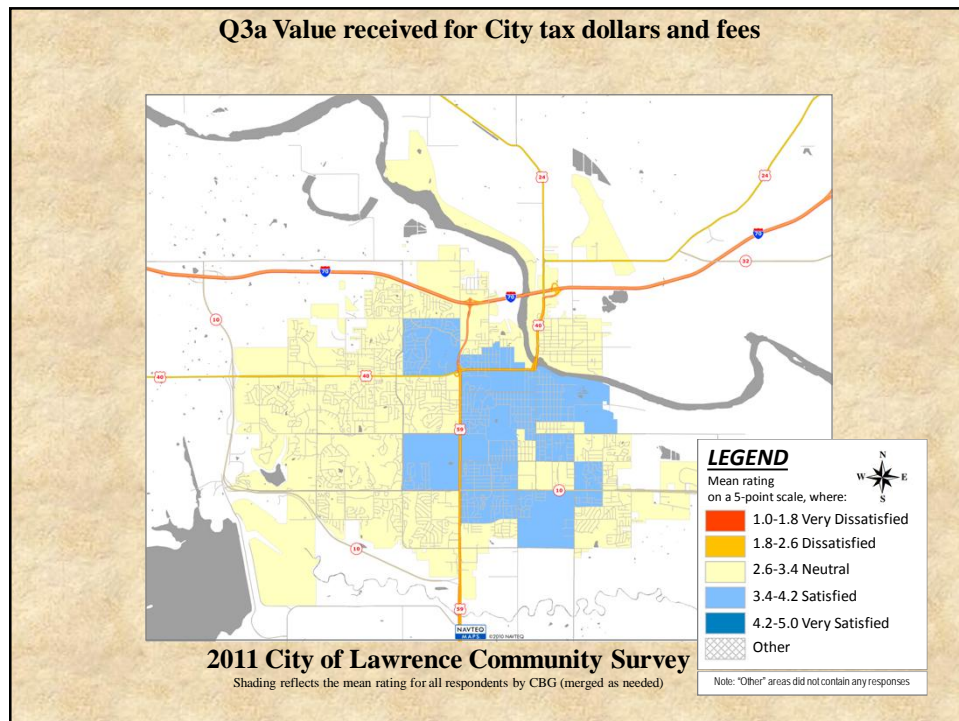 Q3a Value received for City tax dollars and fees
24
24
70
70
32
70
10
40
40
40
59
10
10
59
NAVTEQ
MAPS
©2010 NAVTEQ
LEGEND
Mean rating
on a 5-point scale, where:
N
W E
S
1.0-1.8 Very Dissatisfied
1.8-2.6 Dissatisfied
2.6-3.4 Neutral
3.4-4.2 Satisfied
4.2-5.0 Very Satisfied
Other
Note: "Other" areas did not contain any responses
2011 City of Lawrence Community Survey
Shading reflects the mean rating for all respondents by CBG (merged as needed)